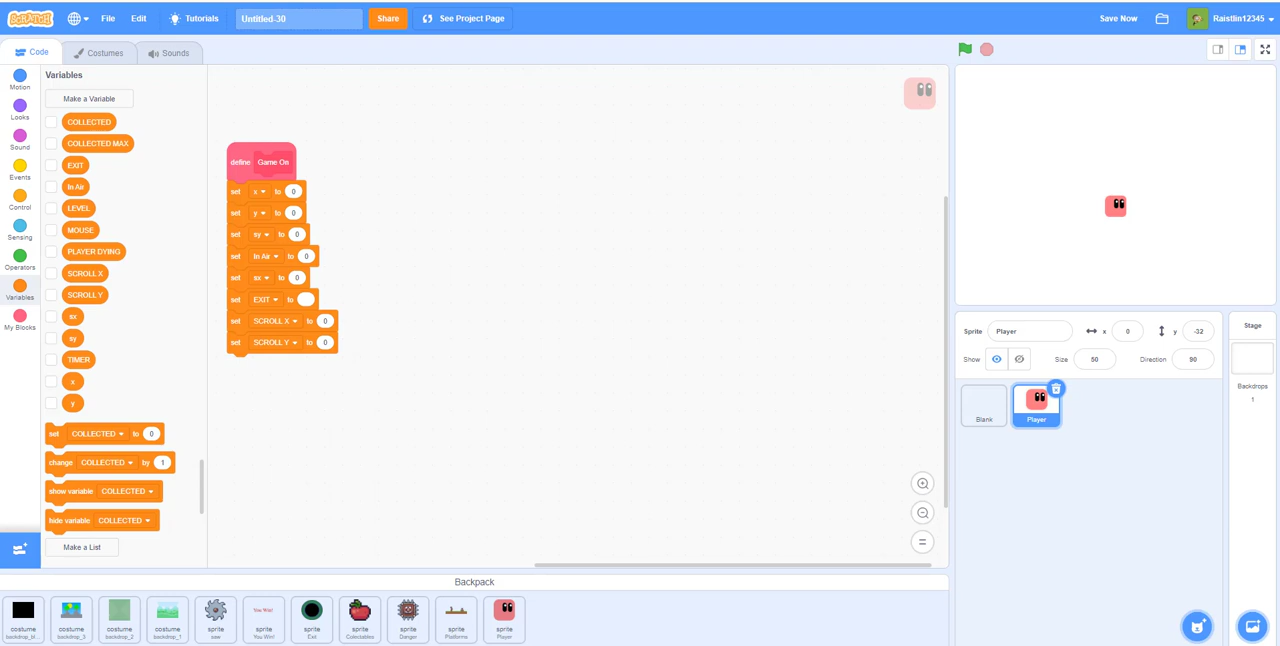 SCRATCH File Edit Tutorials Untitled-30 Share See Project Page Save Now Raistlin12345
Code Costumes Sounds
Motion
Looks
Sound
Events
Control
Sensing
Operators
Variables
My Blocks
Variables
Make a Variable
COLLECTED
COLLECTED MAX
EXIT
In Air
LEVEL
MOUSE
PLAYER DYING
SCROLL X
SCROLL Y
sx
sy
TIMER
x
y
set COLLECTED to 0
change COLLECTED by 1
show variable COLLECTED
hide variable COLLECTED
Make a List
define Game On
set x to 0
set y to 0
set sy to 0
set In Air to 0
set sx to 0
set EXIT to
set SCROLL X to 0
set SCROLL Y to 0
Sprite Player x 0 y -32
Show Size 50 Direction 90
Blank
Player
Stage
Backdrops
1
Backpack
costume
backdrop_bl...
costume
backdrop_3
costume
backdrop_2
costume
backdrop_1
sprite
saw
You Win!
sprite
You Win!
sprite
Exit
sprite
Collectables
sprite
Danger
sprite
Platforms
sprite
Player